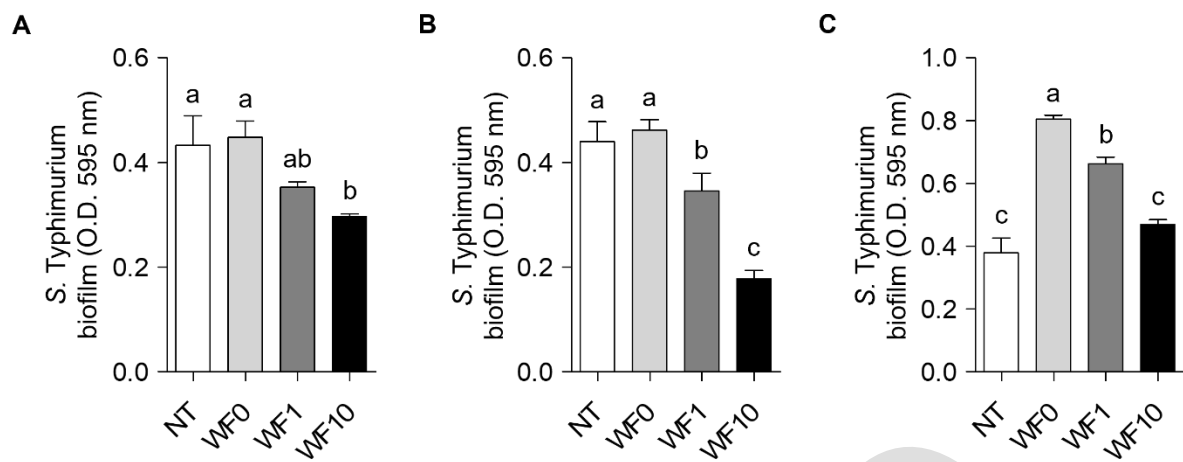 A
S. Typhimurium
biofilm (O.D. 595 nm)
0.6
0.4
0.2
0.0
a
a
ab
b
NT
WF0
WF1
WF10
B
S. Typhimurium
biofilm (O.D. 595 nm)
0.6
0.4
0.2
0.0
a
a
b
c
NT
WF0
WF1
WF10
C
S. Typhimurium
biofilm (O.D. 595 nm)
1.0
0.8
0.6
0.4
0.2
0.0
c
a
b
c
NT
WF0
WF1
WF10